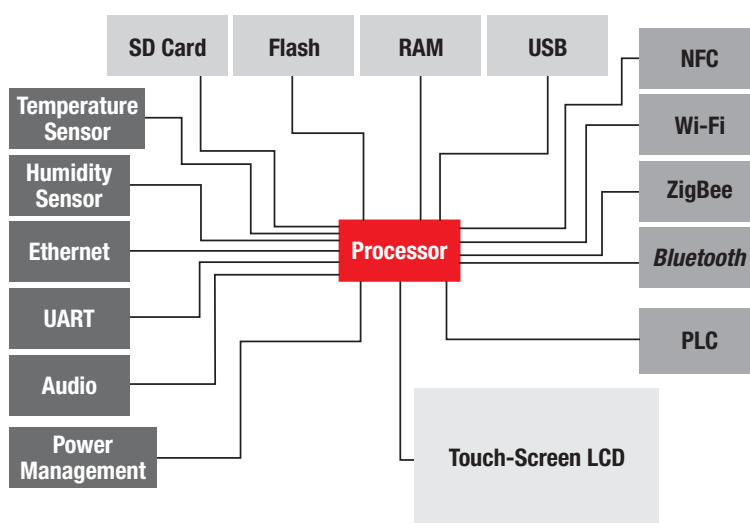 SD Card
Flash
RAM
USB
NFC
Temperature
Sensor
Wi-Fi
Humidity
Sensor
ZigBee
Ethernet
Processor
Bluetooth
UART
PLC
Audio
Power
Management
Touch-Screen LCD